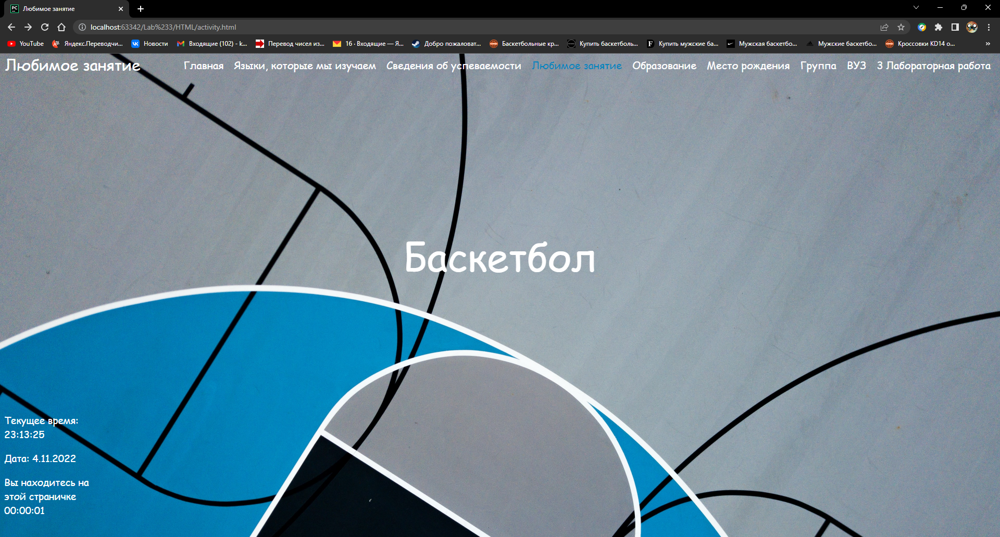 Любимое занятие
localhost:63342/Lab%233/HTML/activity.html
YouTube
Яндекс.Переводчи...
Новости
Входящие (102) - k...
Перевод чисел из...
16 · Входящие — Я...
Добро пожаловат...
Баскетбольные кр...
Купить баскетболь...
Купить мужские ба...
Мужская баскетбо...
Мужские баскетбо...
Кроссовки KD14 о...
Любимое занятие
Главная
Языки, которые мы изучаем
Сведения об успеваемости
Любимое занятие
Образование
Место рождения
Группа
ВУЗ
3 Лабораторная работа
Баскетбол
Текущее время:
23:13:25
Дата: 4.11.2022
Вы находитесь на
этой страничке
00:00:01